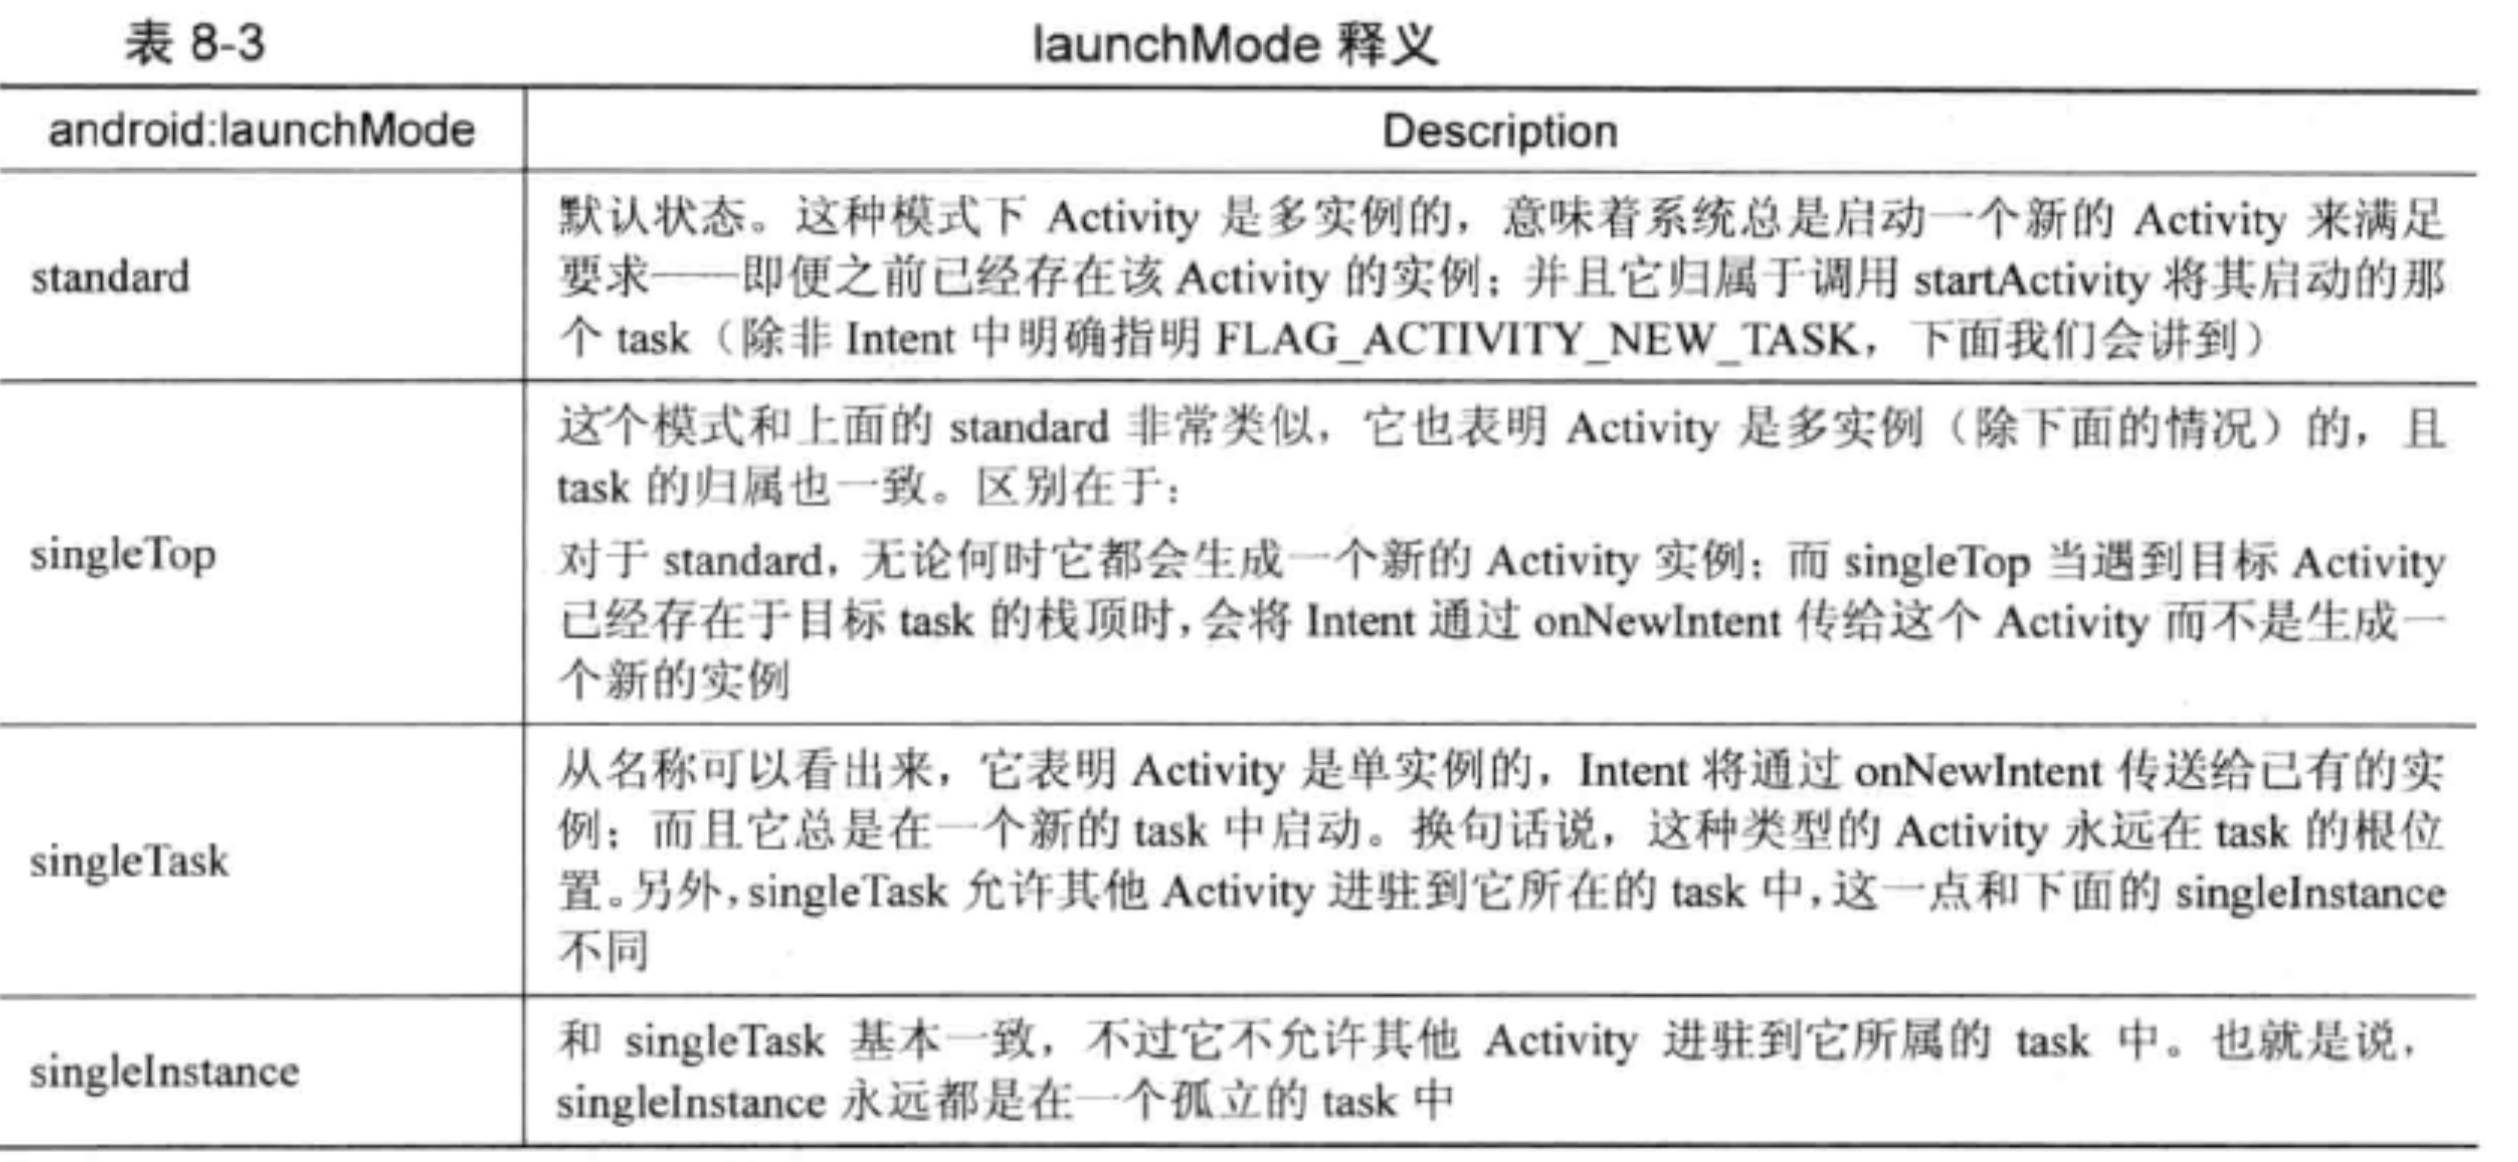 表 8-3 launchMode 释义
android:launchMode Description
standard
默认状态。这种模式下 Activity 是多实例的，意味着系统总是启动一个新的 Activity 来满足
要求——即便之前已经存在该 Activity 的实例；并且它归属于调用 startActivity 将其启动的那
个 task（除非 Intent 中明确指明 FLAG_ACTIVITY_NEW_TASK，下面我们会讲到）
singleTop
这个模式和上面的 standard 非常类似，它也表明 Activity 是多实例（除下面的情况）的，且
task 的归属也一致。区别在于：
对于 standard，无论何时它都会生成一个新的 Activity 实例；而 singleTop 当遇到目标 Activity
已经存在于目标 task 的栈顶时，会将 Intent 通过 onNewIntent 传给这个 Activity 而不是生成一
个新的实例
singleTask
从名称可以看出来，它表明 Activity 是单实例的，Intent 将通过 onNewIntent 传送给已有的实
例；而且它总是在一个新的 task 中启动。换句话说，这种类型的 Activity 永远在 task 的根位
置。另外，singleTask 允许其他 Activity 进驻到它所在的 task 中，这一点和下面的 singleInstance
不同
singleInstance
和 singleTask 基本一致，不过它不允许其他 Activity 进驻到它所属的 task 中。也就是说，
singleInstance 永远都是在一个孤立的 task 中